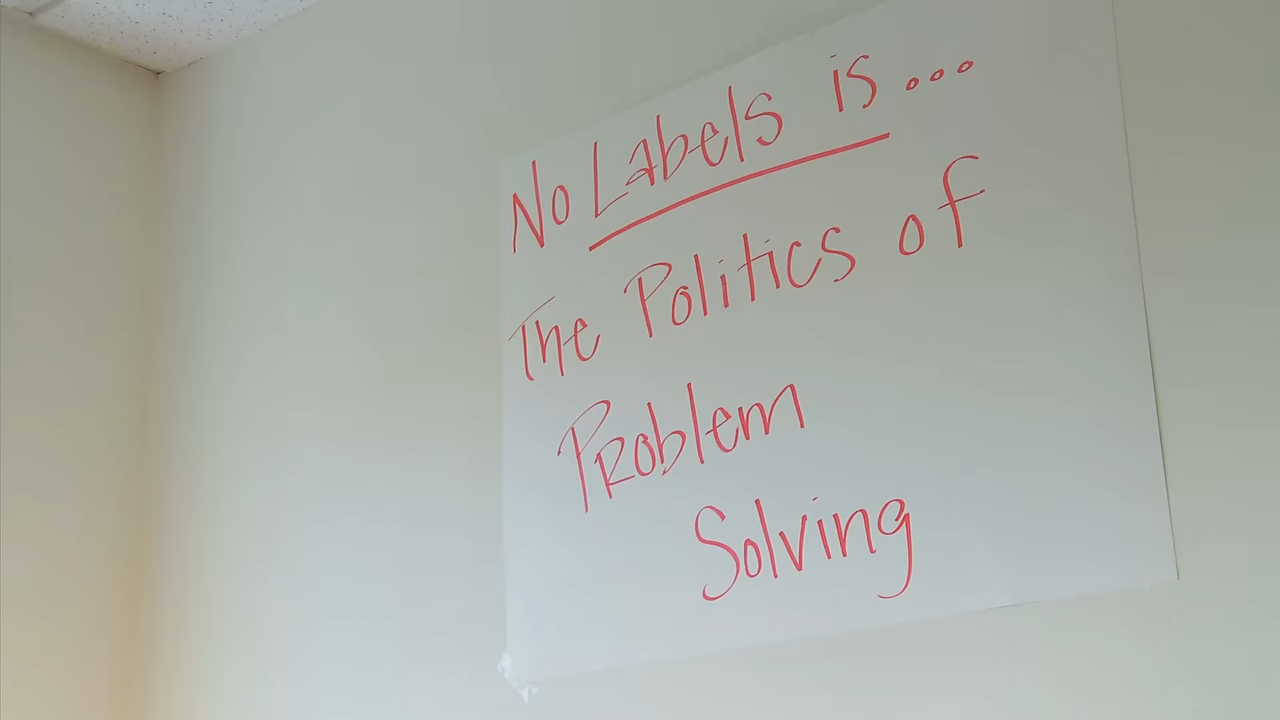 No Labels is...
The Politics of
Problem
Solving